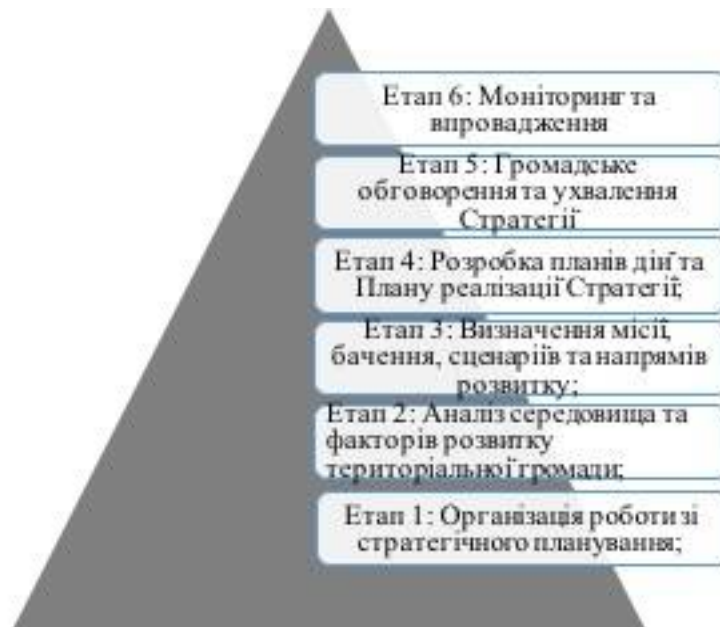 Етап 6: Моніторинг та
впровадження
Етап 5: Громадське
обговорення та ухвалення
Стратегії
Етап 4: Розробка планів дій та
Плану реалізації Стратегії;
Етап 3: Визначення місії,
бачення, сценаріїв та напрямів
розвитку;
Етап 2: Аналіз середовища та
факторів розвитку
територіальної громади;
Етап 1: Організація роботи зі
стратегічного планування;